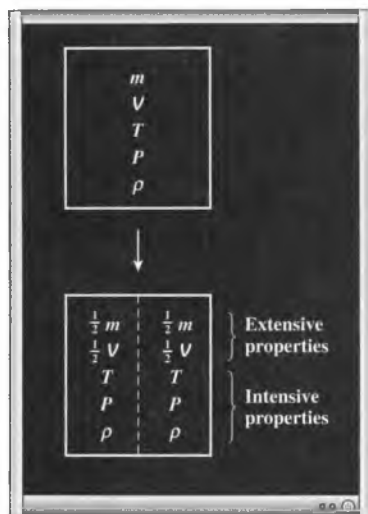 m
V
T
P
ρ
½ m ½ m
½ V ½ V
Extensive
properties
T T
P P
ρ ρ
Intensive
properties